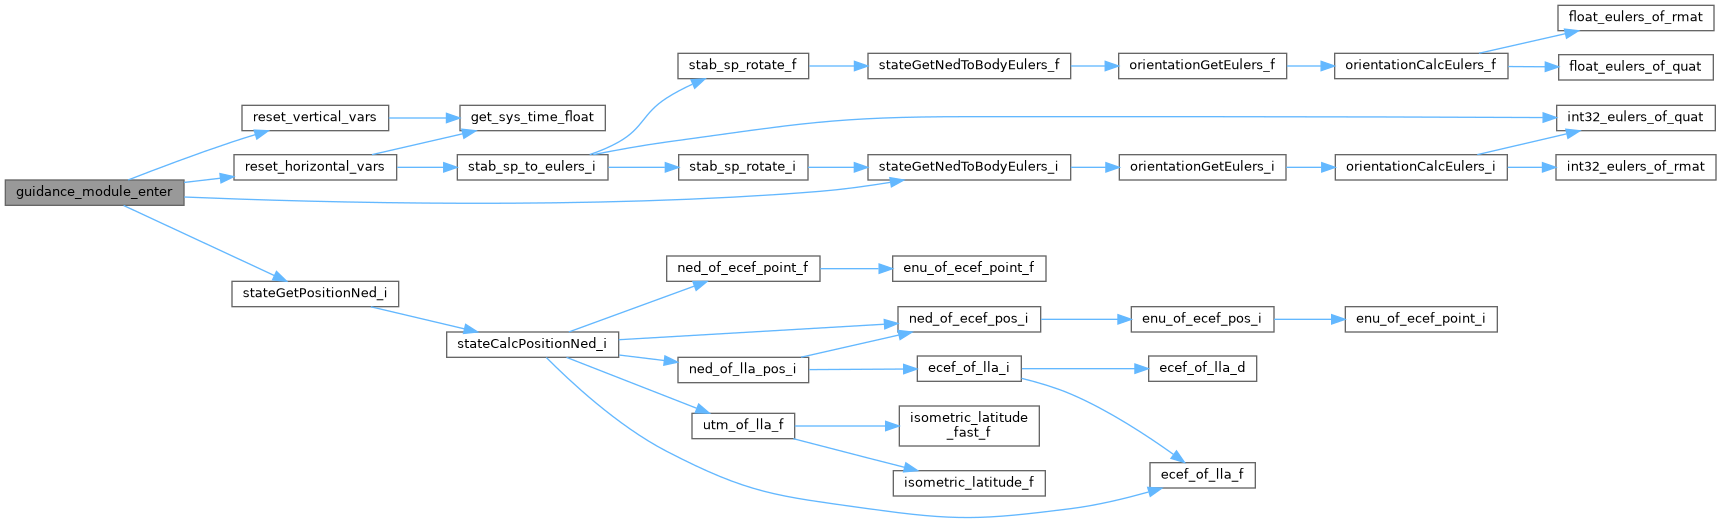 float_eulers_of_rmat
stab_sp_rotate_f
stateGetNedToBodyEulers_f
orientationGetEulers_f
orientationCalcEulers_f
float_eulers_of_quat
reset_vertical_vars
get_sys_time_float
int32_eulers_of_quat
reset_horizontal_vars
stab_sp_to_eulers_i
stab_sp_rotate_i
stateGetNedToBodyEulers_i
orientationGetEulers_i
orientationCalcEulers_i
int32_eulers_of_rmat
guidance_module_enter
ned_of_ecef_point_f
enu_of_ecef_point_f
stateGetPositionNed_i
ned_of_ecef_pos_i
enu_of_ecef_pos_i
enu_of_ecef_point_i
stateCalcPositionNed_i
ned_of_lla_pos_i
ecef_of_lla_i
ecef_of_lla_d
utm_of_lla_f
isometric_latitude
_fast_f
ecef_of_lla_f
isometric_latitude_f